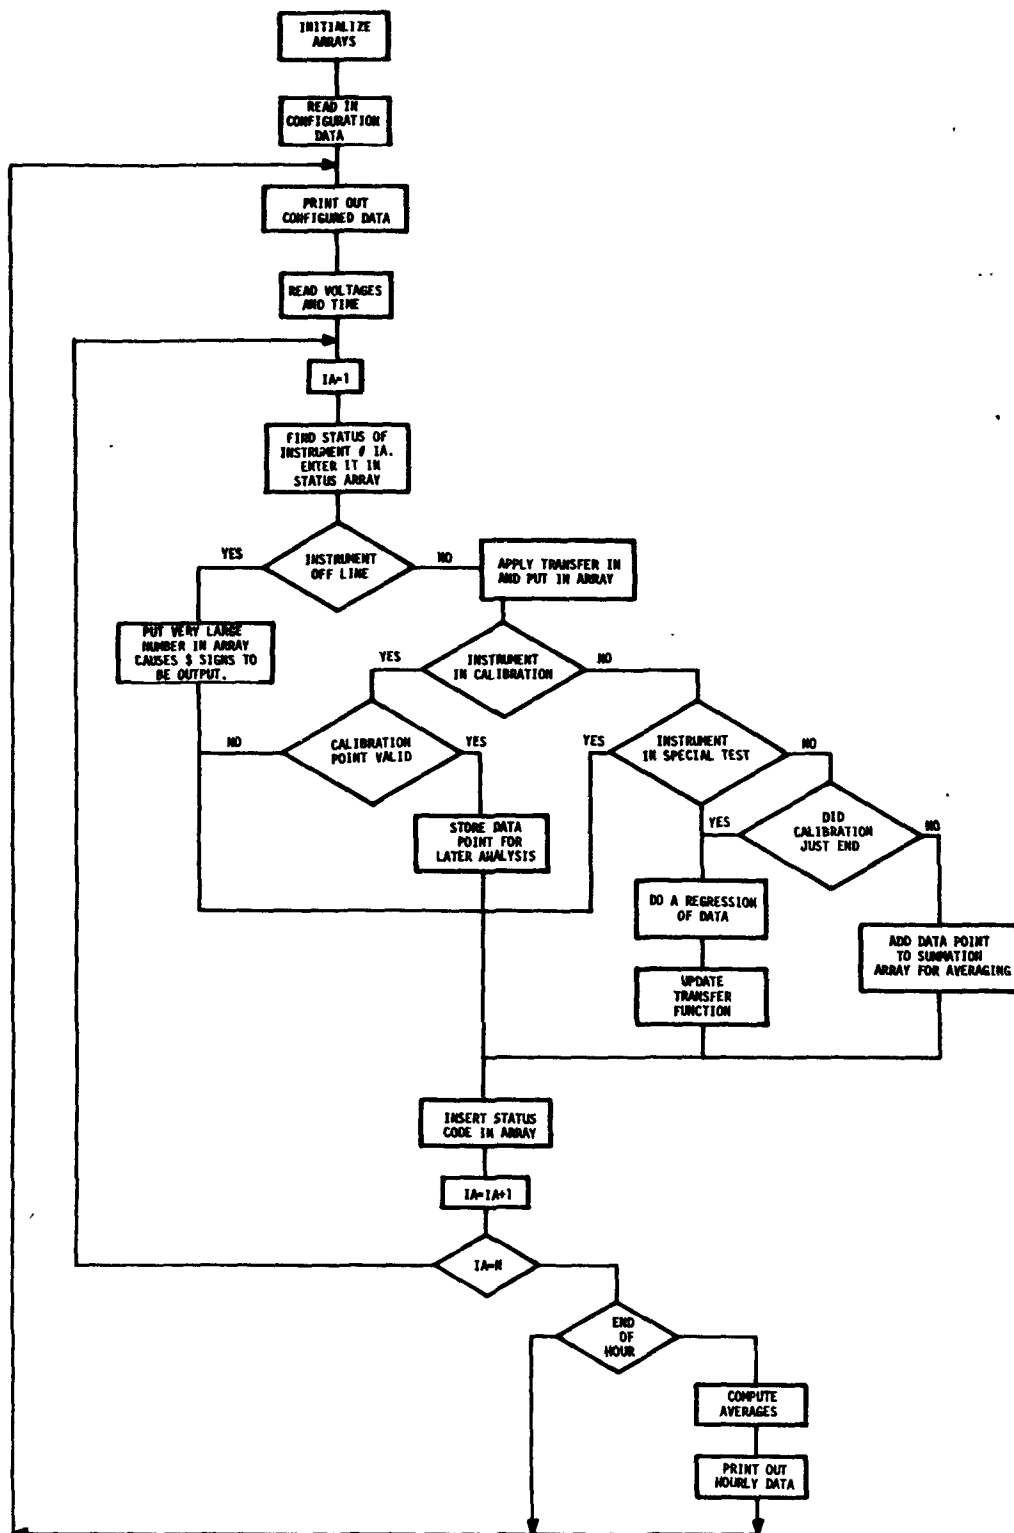 INITIALIZE
ARRAYS
READ IN
CONFIGURATION
DATA
PRINT OUT
CONFIGURED DATA
READ VOLTAGES
AND TIME
IA=1
FIND STATUS OF
INSTRUMENT # IA.
ENTER IT IN
STATUS ARRAY
YES
INSTRUMENT
OFF LINE
NO
APPLY TRANSFER IN
AND PUT IN ARRAY
PUT VERY LARGE
NUMBER IN ARRAY
CAUSES $ SIGNS TO
BE OUTPUT.
YES
INSTRUMENT
IN CALIBRATION
NO
NO
CALIBRATION
POINT VALID
YES
YES
INSTRUMENT
IN SPECIAL TEST
NO
STORE DATA
POINT FOR
LATER ANALYSIS
YES
DID
CALIBRATION
JUST END
NO
DO A REGRESSION
OF DATA
ADD DATA POINT
TO SUMMATION
ARRAY FOR AVERAGING
UPDATE
TRANSFER
FUNCTION
INSERT STATUS
CODE IN ARRAY
IA=IA+1
IA=N
END
OF
HOUR
COMPUTE
AVERAGES
PRINT OUT
HOURLY DATA